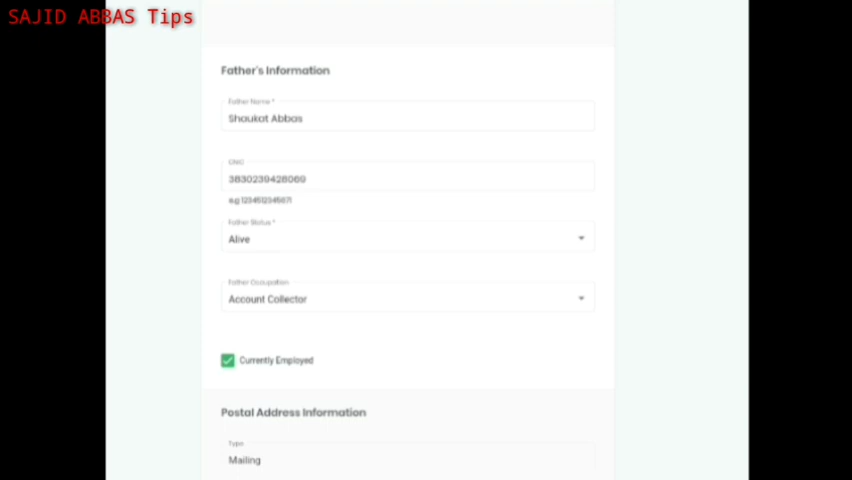 SAJID ABBAS Tips
Father's Information
Father Name *
Shaukat Abbas
CNIC
3830239428069
e.g 1234512345671
Father Status *
Alive
Father Occupation
Account Collector
Currently Employed
Postal Address Information
Type
Mailing